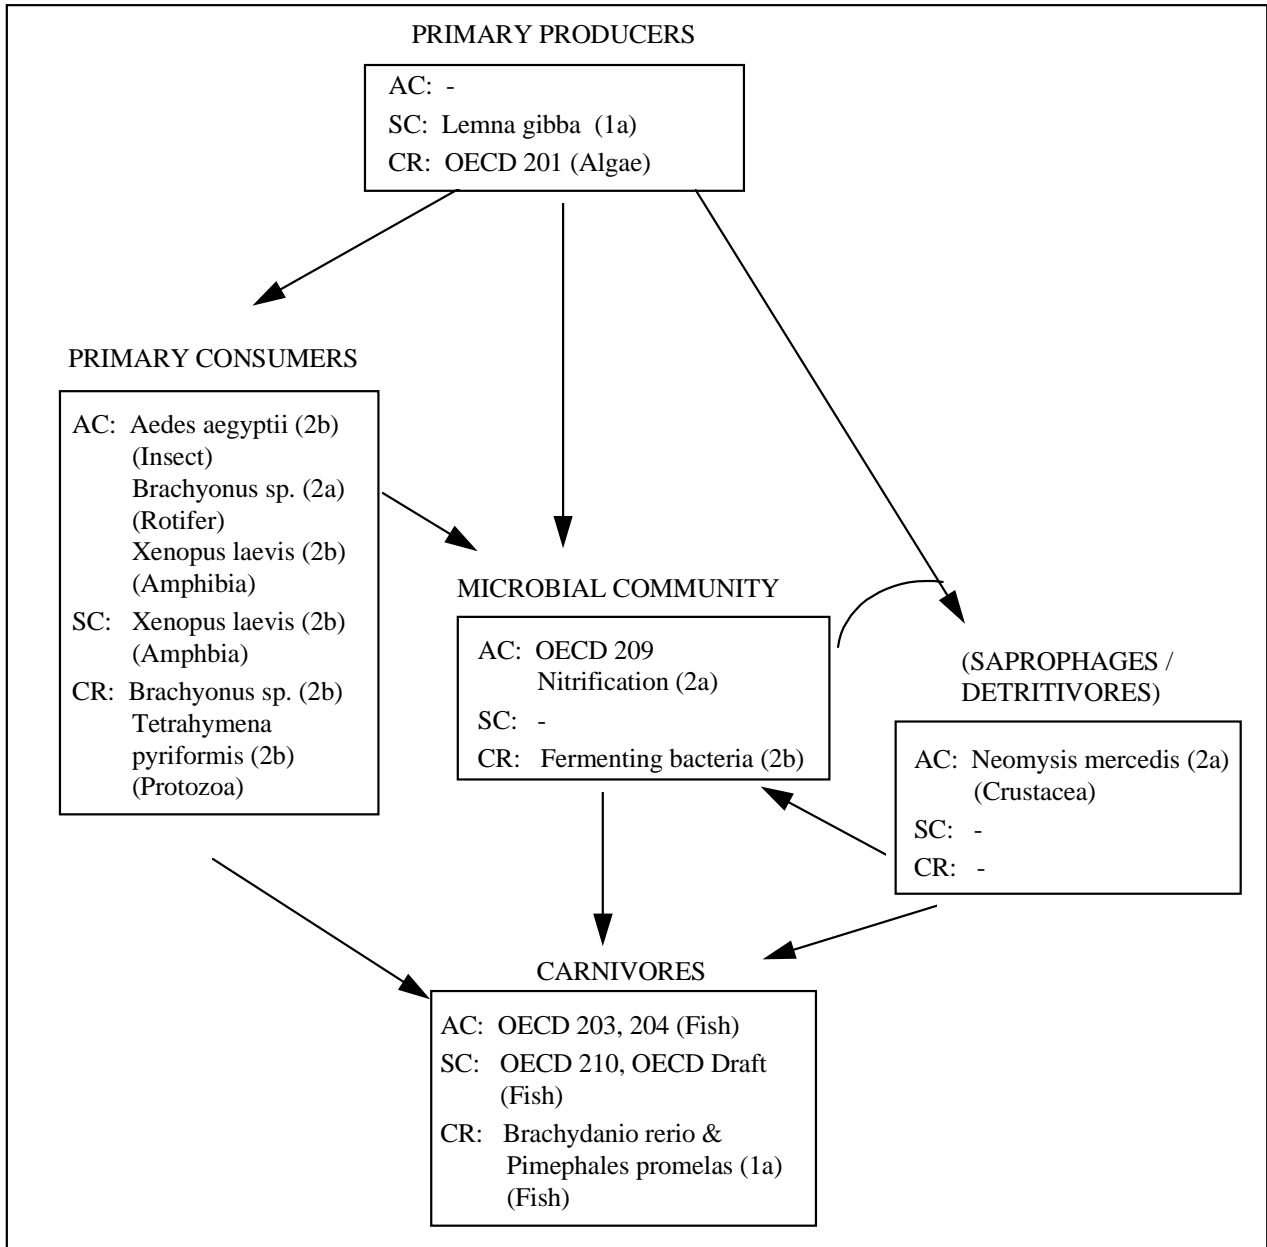 PRIMARY PRODUCERS
AC: -
SC: Lemna gibba (1a)
CR: OECD 201 (Algae)
PRIMARY CONSUMERS
AC: Aedes aegyptii (2b)
(Insect)
Brachyonus sp. (2a)
(Rotifer)
Xenopus laevis (2b)
(Amphibia)
SC: Xenopus laevis (2b)
(Amphbia)
CR: Brachyonus sp. (2b)
Tetrahymena
pyriformis (2b)
(Protozoa)
MICROBIAL COMMUNITY
AC: OECD 209
Nitrification (2a)
SC: -
CR: Fermenting bacteria (2b)
(SAPROPHAGES /
DETRITIVORES)
AC: Neomysis mercedis (2a)
(Crustacea)
SC: -
CR: -
CARNIVORES
AC: OECD 203, 204 (Fish)
SC: OECD 210, OECD Draft
(Fish)
CR: Brachydanio rerio &
Pimephales promelas (1a)
(Fish)